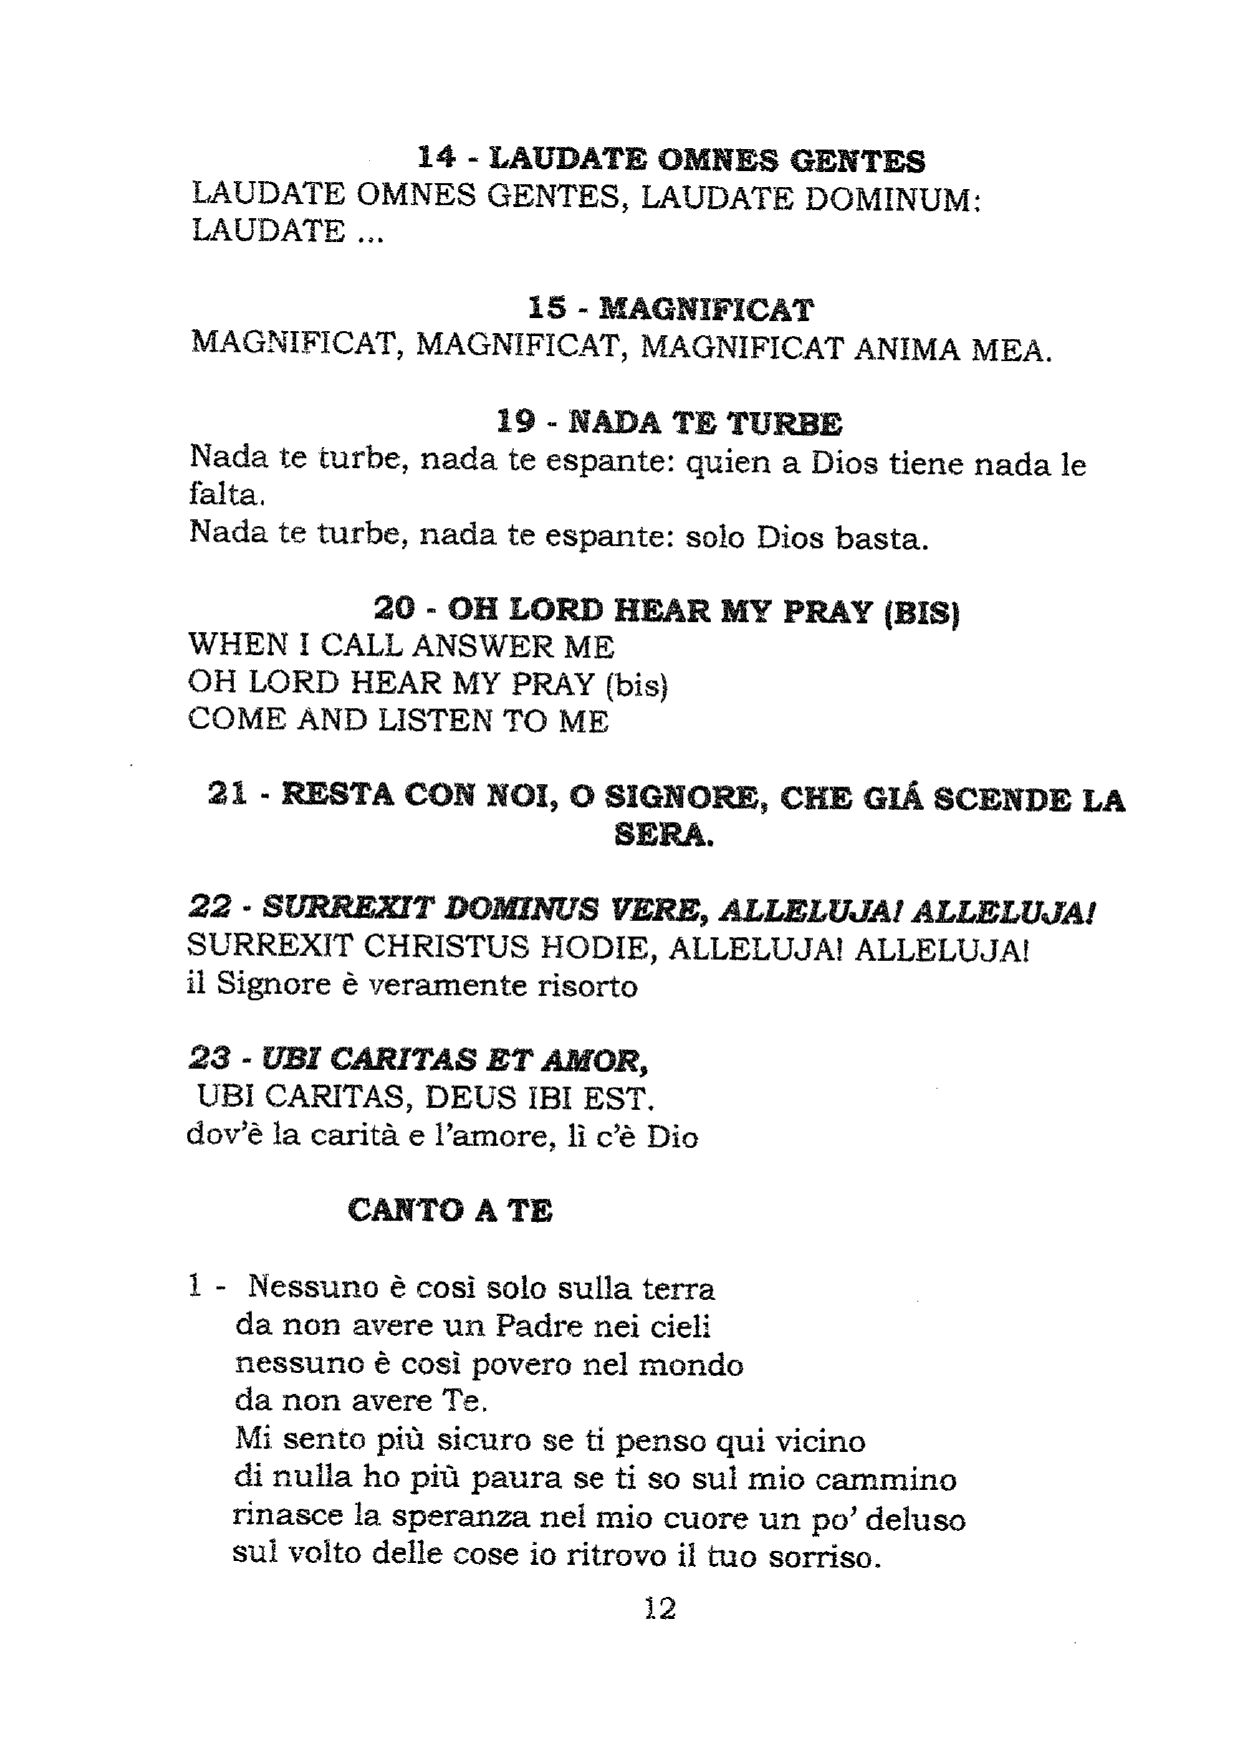 14 - LAUDATE OMNES GENTES
LAUDATE OMNES GENTES, LAUDATE DOMINUM:
LAUDATE ...
15 - MAGNIFICAT
MAGNIFICAT, MAGNIFICAT, MAGNIFICAT ANIMA MEA.
19 - NADA TE TURBE
Nada te turbe, nada te espante: quien a Dios tiene nada le
falta.
Nada te turbe, nada te espante: solo Dios basta.
20 - OH LORD HEAR MY PRAY (BIS)
WHEN I CALL ANSWER ME
OH LORD HEAR MY PRAY (bis)
COME AND LISTEN TO ME
21 - RESTA CON NOI, O SIGNORE, CHE GIÁ SCENDE LA
SERA.
22 - SURREXIT DOMINUS VERE, ALLELUJA! ALLELUJA!
SURREXIT CHRISTUS HODIE, ALLELUJA! ALLELUJA!
il Signore è veramente risorto
23 - UBI CARITAS ET AMOR,
UBI CARITAS, DEUS IBI EST.
dov'è la carità e l'amore, lì c'è Dio
CANTO A TE
1 - Nessuno è così solo sulla terra
da non avere un Padre nei cieli
nessuno è così povero nel mondo
da non avere Te.
Mi sento più sicuro se ti penso qui vicino
di nulla ho più paura se ti so sul mio cammino
rinasce la speranza nel mio cuore un po' deluso
sul volto delle cose io ritrovo il tuo sorriso.
12